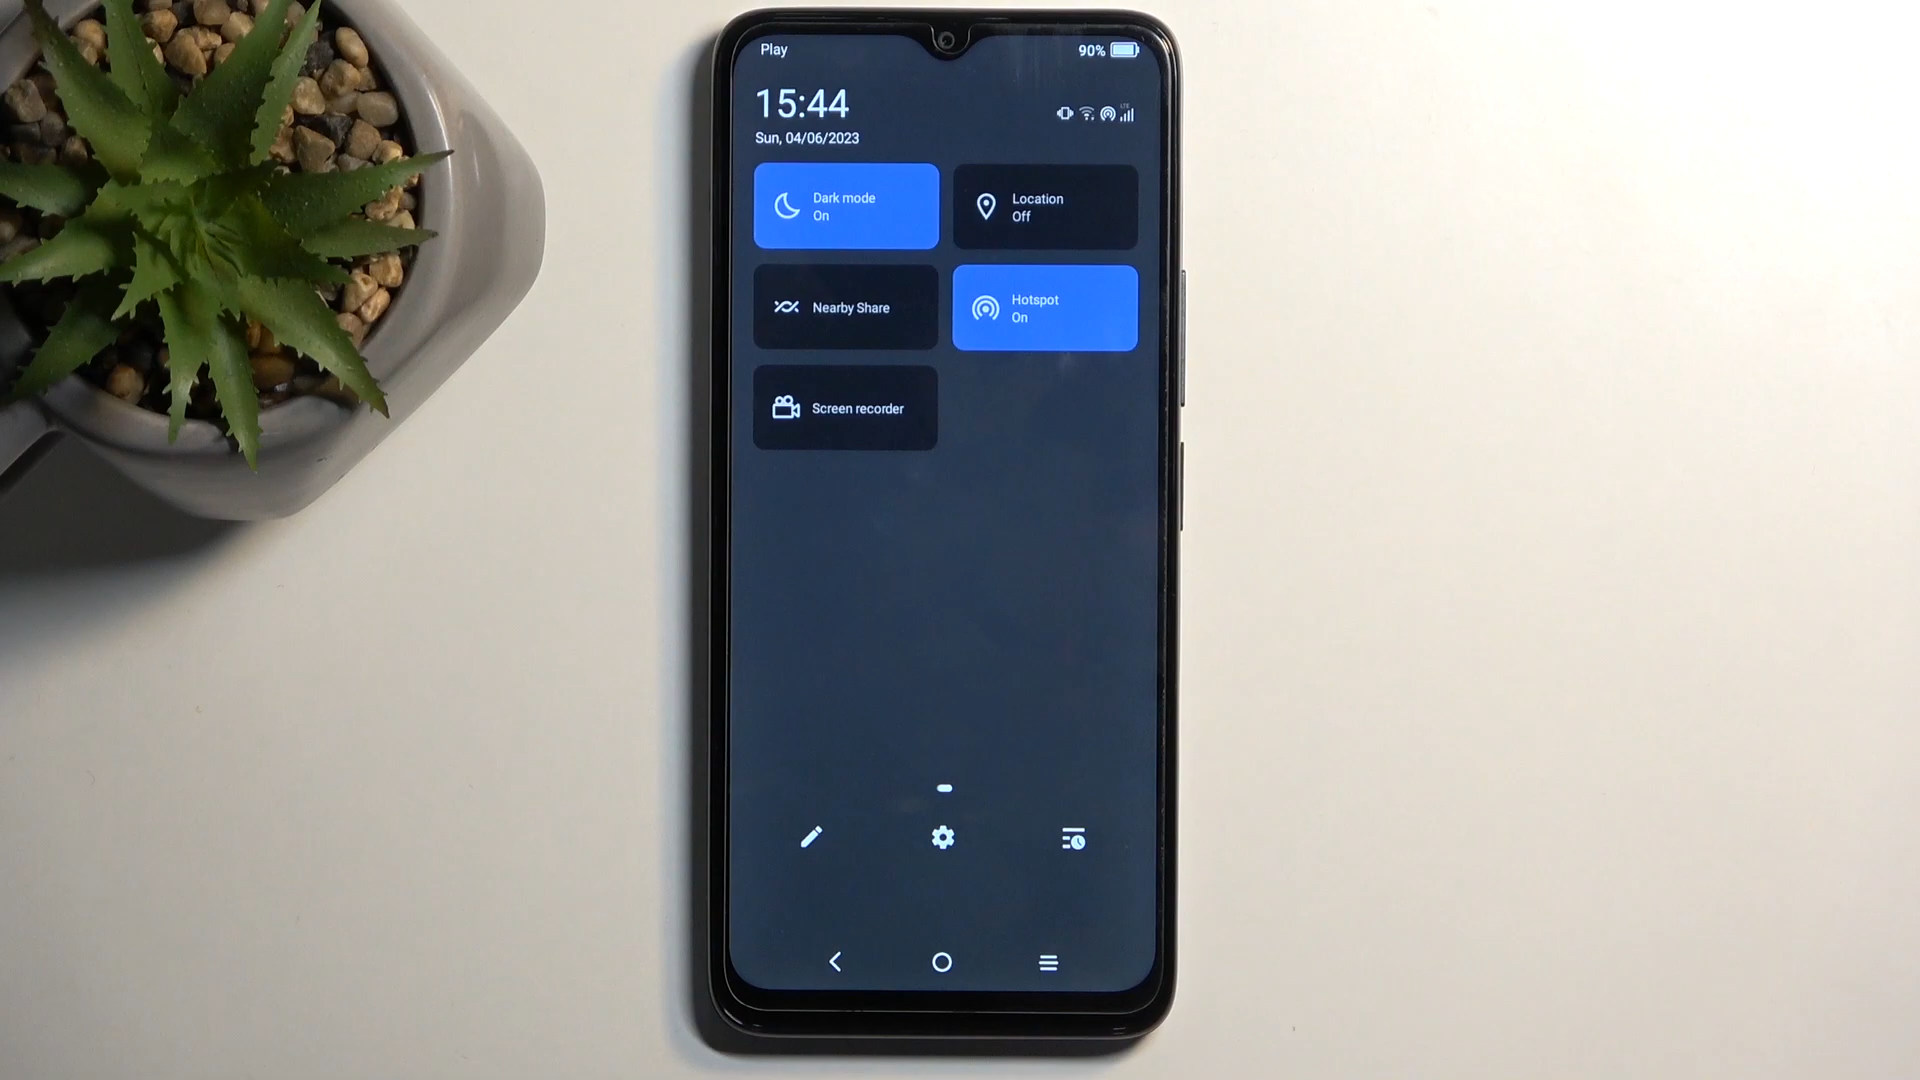 Play
90%
15:44
LTE
Sun, 04/06/2023
Dark mode
On
Location
Off
Nearby Share
Hotspot
On
Screen recorder